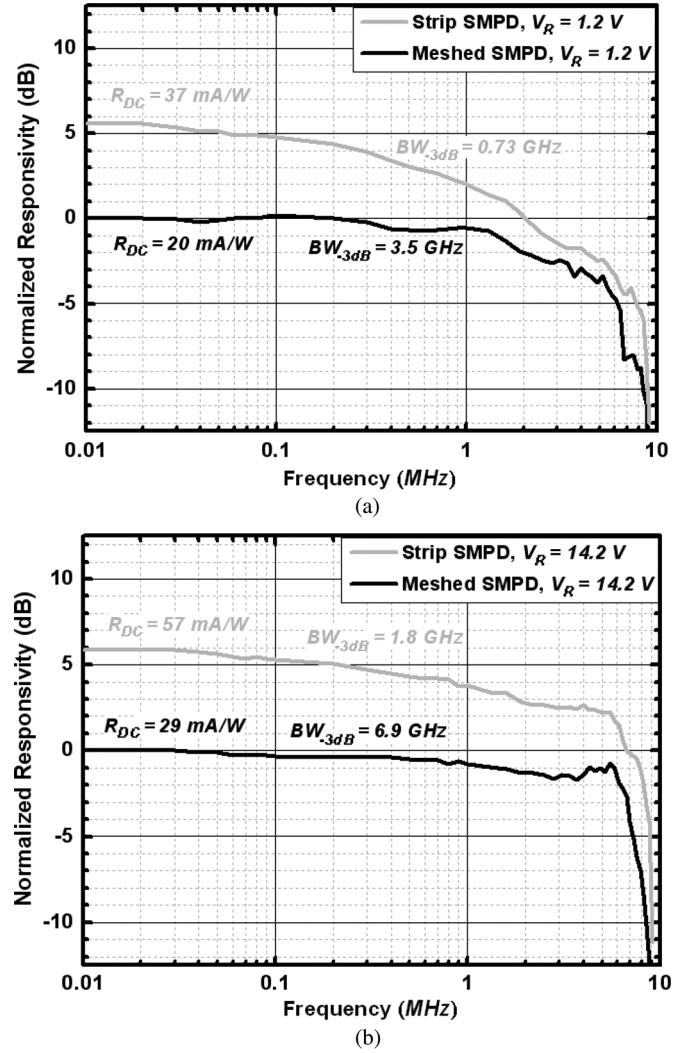 Strip SMPD, V_R = 1.2 V
Meshed SMPD, V_R = 1.2 V
10
5
0
-5
-10
Normalized Responsivity (dB)
R_DC = 37 mA/W
BW_-3dB = 0.73 GHz
R_DC = 20 mA/W
BW_-3dB = 3.5 GHz
0.01
0.1
1
10
Frequency (MHz)
(a)
Strip SMPD, V_R = 14.2 V
Meshed SMPD, V_R = 14.2 V
10
5
0
-5
-10
Normalized Responsivity (dB)
R_DC = 57 mA/W
BW_-3dB = 1.8 GHz
R_DC = 29 mA/W
BW_-3dB = 6.9 GHz
0.01
0.1
1
10
Frequency (MHz)
(b)